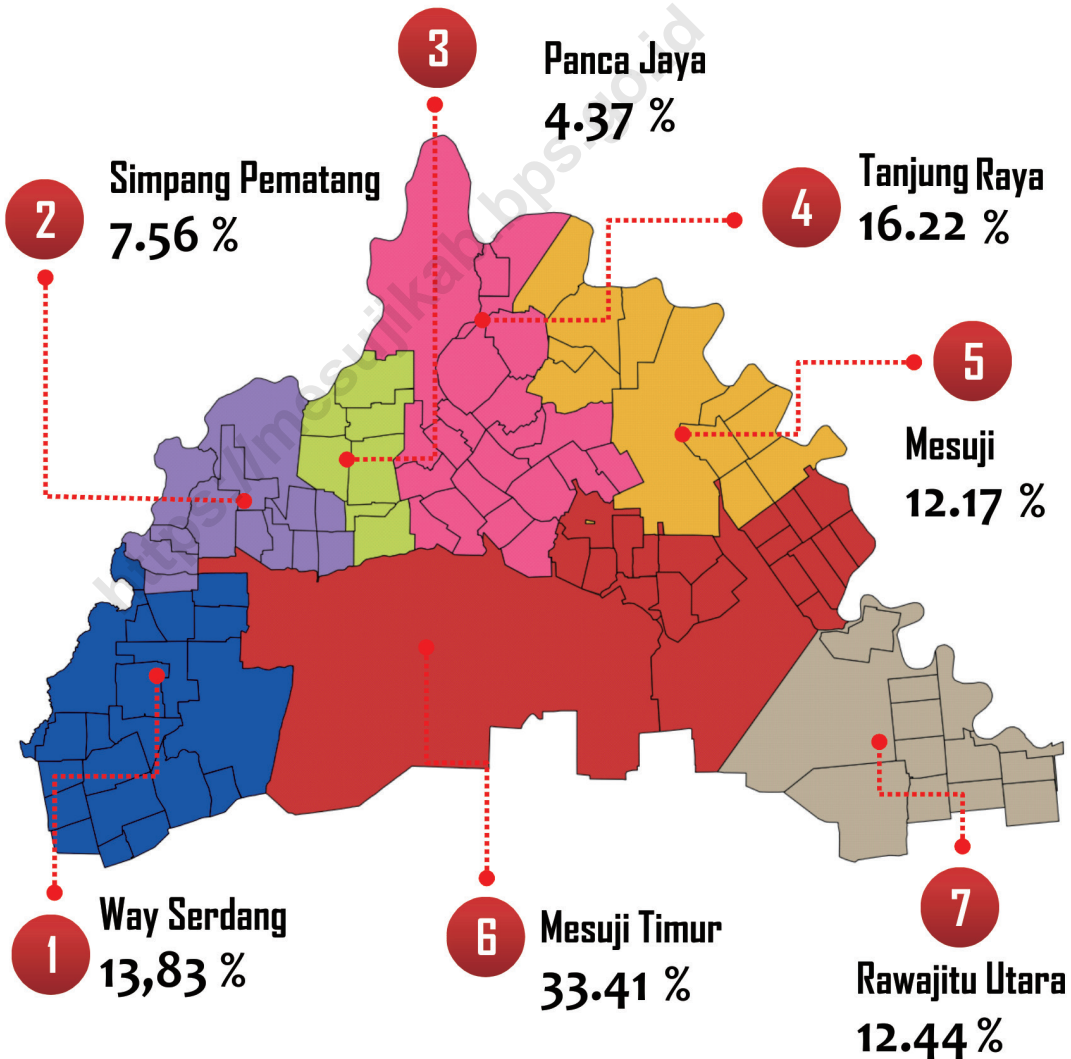 3
Panca Jaya
4.37 %
2
Simpang Pematang
7.56 %
4
Tanjung Raya
16.22 %
5
Mesuji
12.17 %
1
Way Serdang
13,83 %
6
Mesuji Timur
33.41 %
7
Rawajitu Utara
12.44 %
https://mesujikab.bps.go.id